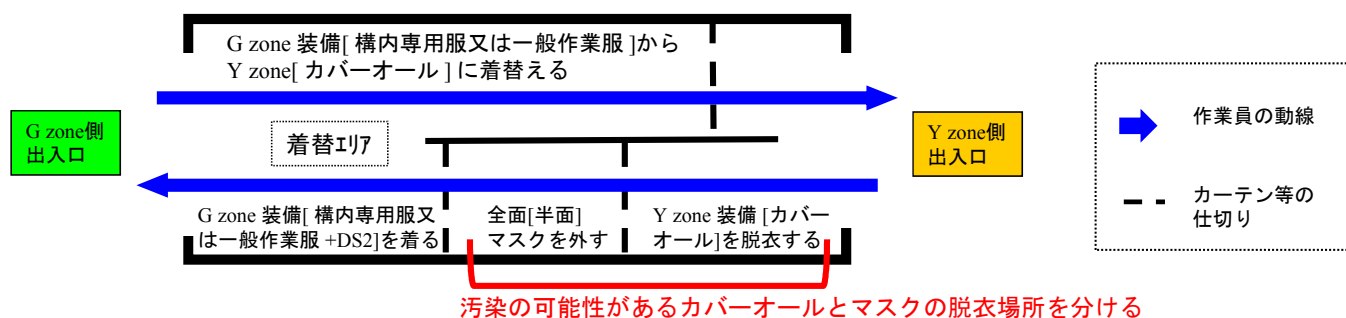 G zone 装備[ 構内専用服又は一般作業服 ]から
Y zone[ カバーオール ] に着替える
G zone側
出入口
着替ｴﾘｱ
Y zone側
出入口
G zone 装備[ 構内専用服又
は一般作業服 +DS2]を着る
全面[半面]
マスクを外す
Y zone 装備 [カバー
オール]を脱衣する
汚染の可能性があるカバーオールとマスクの脱衣場所を分ける
作業員の動線
カーテン等の
仕切り